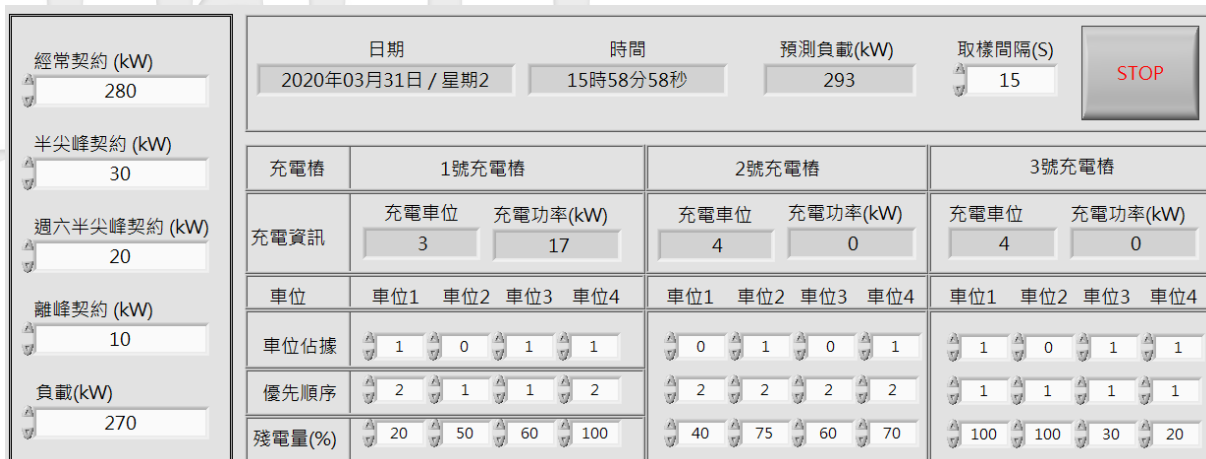 經常契約 (kW)
280
半尖峰契約 (kW)
30
週六半尖峰契約 (kW)
20
離峰契約 (kW)
10
負載(kW)
270
日期 時間 預測負載(kW) 取樣間隔(S)
2020年03月31日 / 星期2 15時58分58秒 293 15 STOP
充電樁 1號充電樁 2號充電樁 3號充電樁
充電資訊 充電車位 充電功率(kW) 充電車位 充電功率(kW) 充電車位 充電功率(kW)
3 17 4 0 4 0
車位 車位1 車位2 車位3 車位4 車位1 車位2 車位3 車位4 車位1 車位2 車位3 車位4
車位佔據 1 0 1 1 0 1 0 1 1 0 1 1
優先順序 2 1 1 2 2 2 2 2 1 1 1 1
殘電量(%) 20 50 60 100 40 75 60 70 100 100 30 20